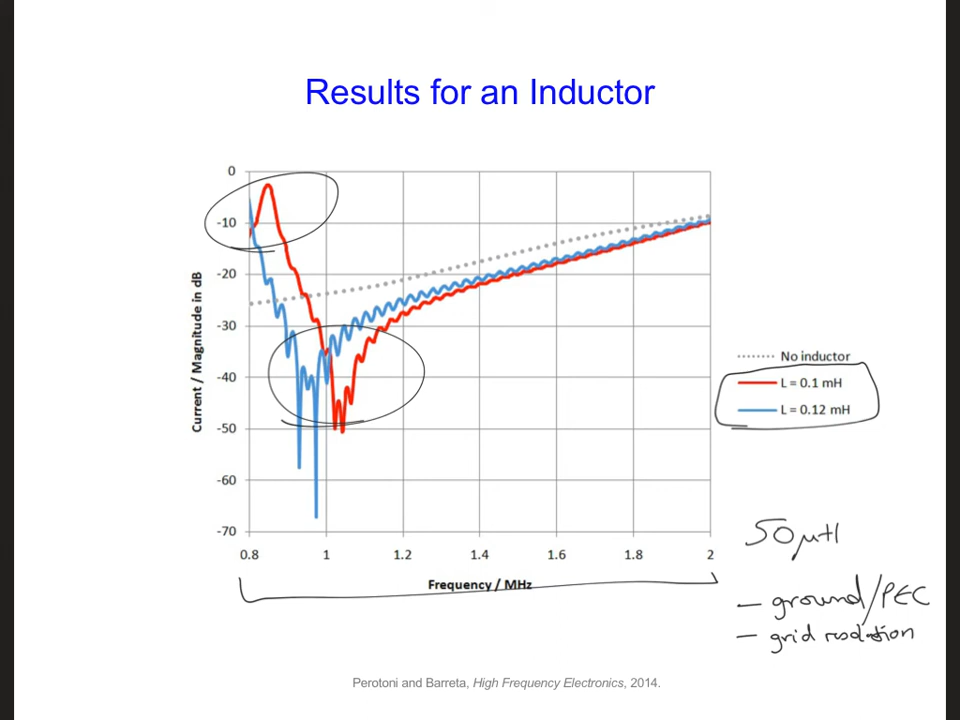 Results for an Inductor
0
-10
-20
-30
-40
-50
-60
-70
Current / Magnitude in dB
0.8 1 1.2 1.4 1.6 1.8 2
Frequency / MHz
No inductor
L = 0.1 mH
L = 0.12 mH
50 μH
- ground/PEC
- grid resolution
Perotoni and Barreta, High Frequency Electronics, 2014.